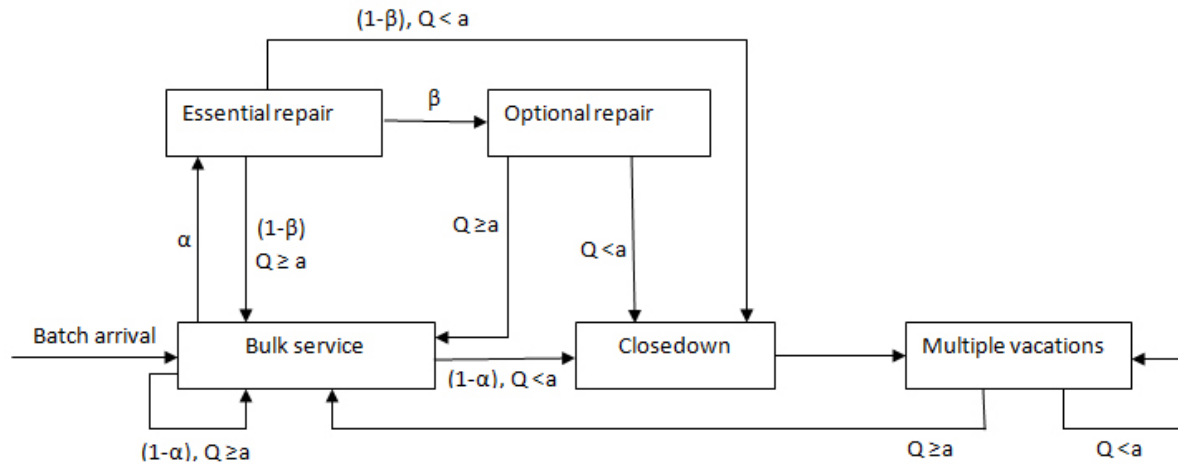 (1-β), Q < a
Essential repair
β
Optional repair
α
(1-β)
Q ≥ a
Q ≥a
Q <a
Batch arrival
Bulk service
(1-α), Q <a
Closedown
Multiple vacations
(1-α), Q ≥a
Q ≥a
Q <a